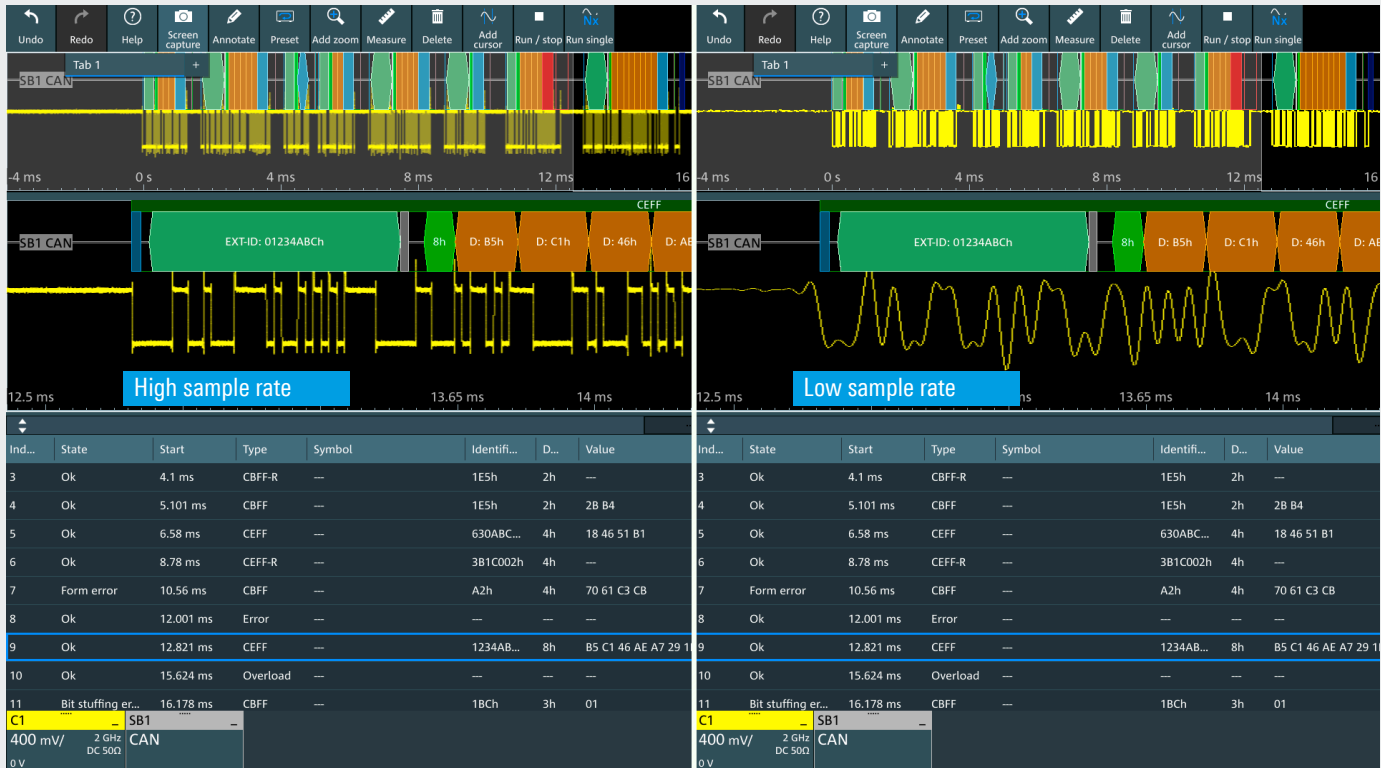 Undo Redo Help Screen capture Annotate Preset Add zoom Measure Delete Add cursor Run / stop Run single
Tab 1 +
SB1 CAN
-4 ms 0 s 4 ms 8 ms 12 ms 16
CEFF
SB1 CAN EXT-ID: 01234ABCh 8h D: B5h D: C1h D: 46h D: AE
High sample rate
12.5 ms 13.65 ms 14 ms
Ind... State Start Type Symbol Identifi... D... Value
3 Ok 4.1 ms CBFF-R --- 1E5h 2h ---
4 Ok 5.101 ms CBFF --- 1E5h 2h 2B B4
5 Ok 6.58 ms CEFF --- 630ABC... 4h 18 46 51 B1
6 Ok 8.78 ms CEFF-R --- 3B1C002h 4h ---
7 Form error 10.56 ms CBFF --- A2h 4h 70 61 C3 CB
8 Ok 12.001 ms Error --- --- --- ---
9 Ok 12.821 ms CEFF --- 1234AB... 8h B5 C1 46 AE A7 29
10 Ok 15.624 ms Overload --- --- --- ---
11 Bit stuffing er... 16.178 ms CBFF --- 1BCh 3h 01
C1 SB1
400 mV/ 2 GHz CAN
DC 50Ω
0 V
Undo Redo Help Screen capture Annotate Preset Add zoom Measure Delete Add cursor Run / stop Run single
Tab 1 +
SB1 CAN
-4 ms 0 s 4 ms 8 ms 12 ms 16
CEFF
SB1 CAN EXT-ID: 01234ABCh 8h D: B5h D: C1h D: 46h D: AE
Low sample rate
12.5 ms ns 13.65 ms 14 ms
Ind... State Start Type Symbol Identifi... D... Value
3 Ok 4.1 ms CBFF-R --- 1E5h 2h ---
4 Ok 5.101 ms CBFF --- 1E5h 2h 2B B4
5 Ok 6.58 ms CEFF --- 630ABC... 4h 18 46 51 B1
6 Ok 8.78 ms CEFF-R --- 3B1C002h 4h ---
7 Form error 10.56 ms CBFF --- A2h 4h 70 61 C3 CB
8 Ok 12.001 ms Error --- --- --- ---
9 Ok 12.821 ms CEFF --- 1234AB... 8h B5 C1 46 AE A7 29
10 Ok 15.624 ms Overload --- --- --- ---
11 Bit stuffing er... 16.178 ms CBFF --- 1BCh 3h 01
C1 SB1
400 mV/ 2 GHz CAN
DC 50Ω
0 V